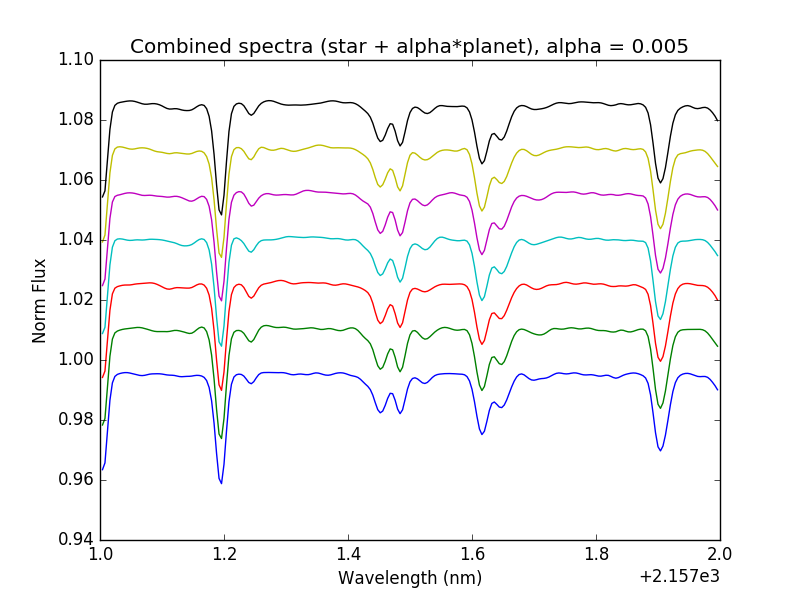 Combined spectra (star + alpha*planet), alpha = 0.005
1.10
1.08
1.06
1.04
1.02
1.00
0.98
0.96
0.94
Norm Flux
1.0 1.2 1.4 1.6 1.8 2.0
Wavelength (nm)
+2.157e3